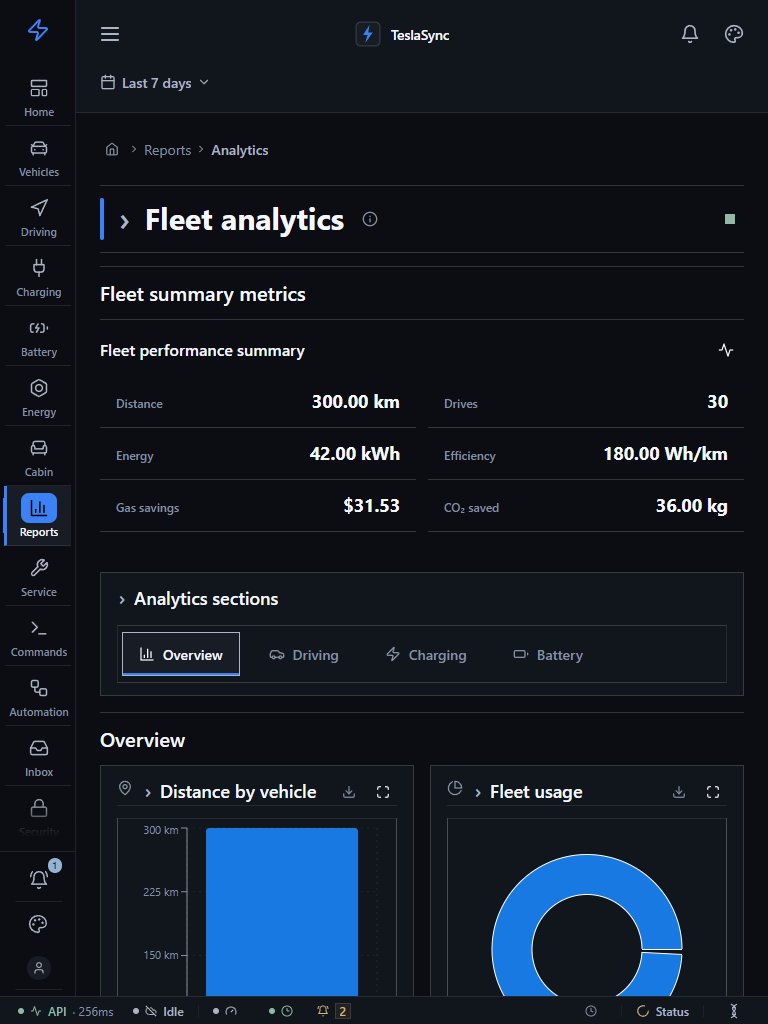 TeslaSync
Last 7 days
Home
Vehicles
Driving
Charging
Battery
Energy
Cabin
Reports
Service
Commands
Automation
Inbox
Security
1
Reports > Analytics
› Fleet analytics
Fleet summary metrics
Fleet performance summary
Distance 300.00 km
Drives 30
Energy 42.00 kWh
Efficiency 180.00 Wh/km
Gas savings $31.53
CO₂ saved 36.00 kg
› Analytics sections
Overview Driving Charging Battery
Overview
› Distance by vehicle
300 km
225 km
150 km
› Fleet usage
API · 256ms Idle 2 Status